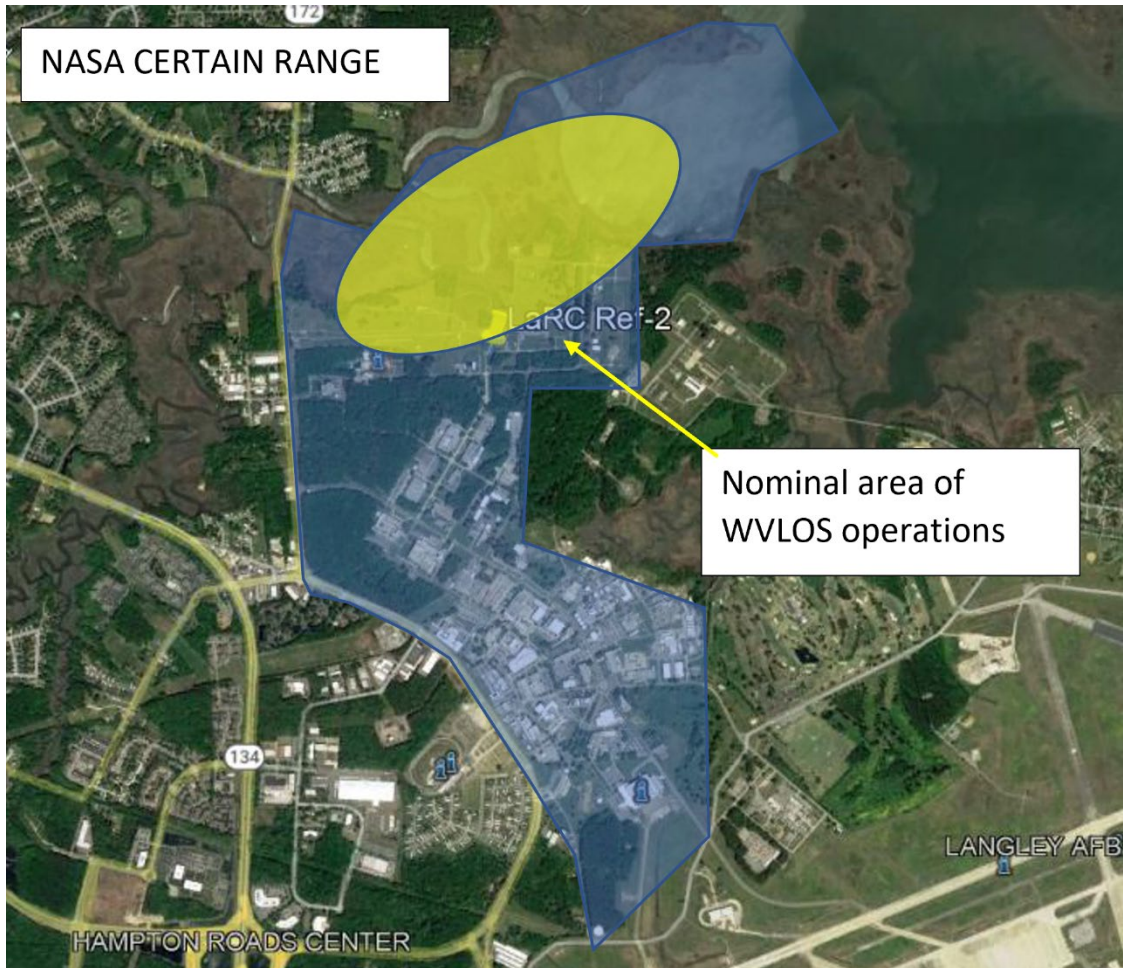 172
NASA CERTAIN RANGE
LaRC Ref-2
Nominal area of
WVLOS operations
134
LANGLEY AFB
HAMPTON ROADS CENTER